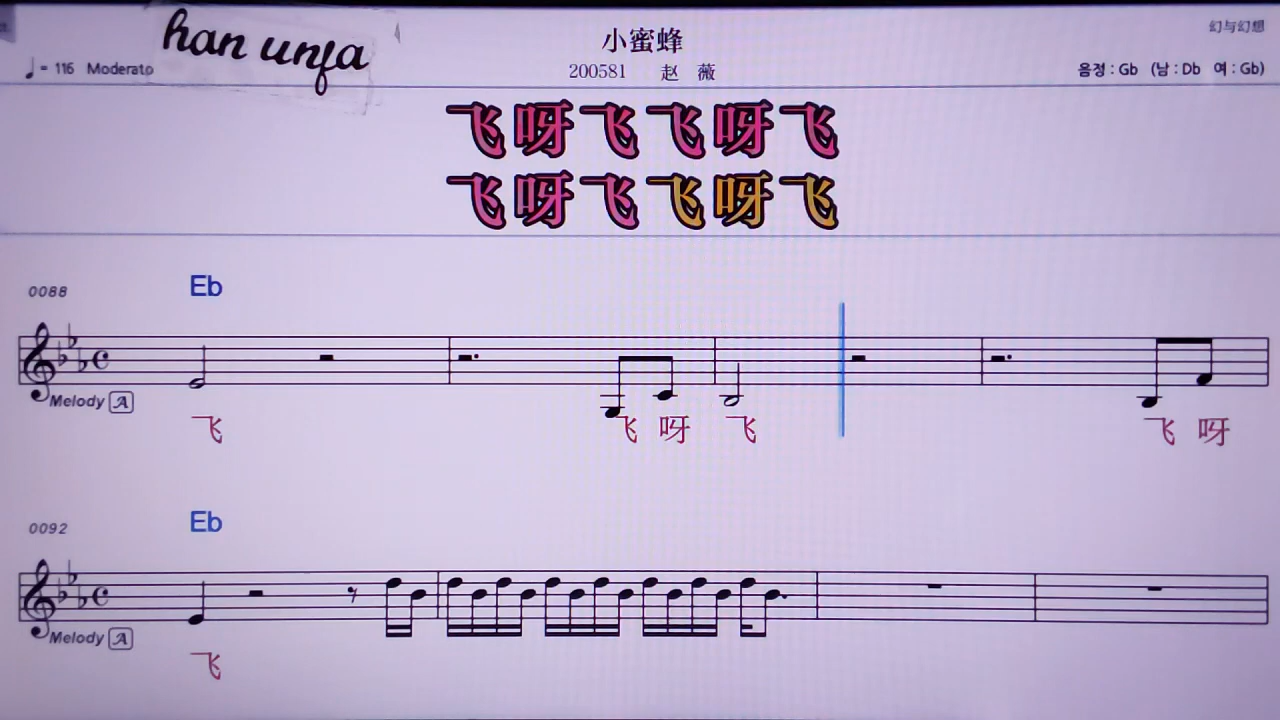 han unfa
小蜜蜂
幻与幻想
♩= 116 Moderato
200581 赵 薇
음정 : Gb (남 : Db 여 : Gb)
飞呀飞飞呀飞
飞呀飞飞呀飞
0088
Eb
Melody A
飞 飞 呀 飞 飞 呀
0092
Eb
Melody A
飞